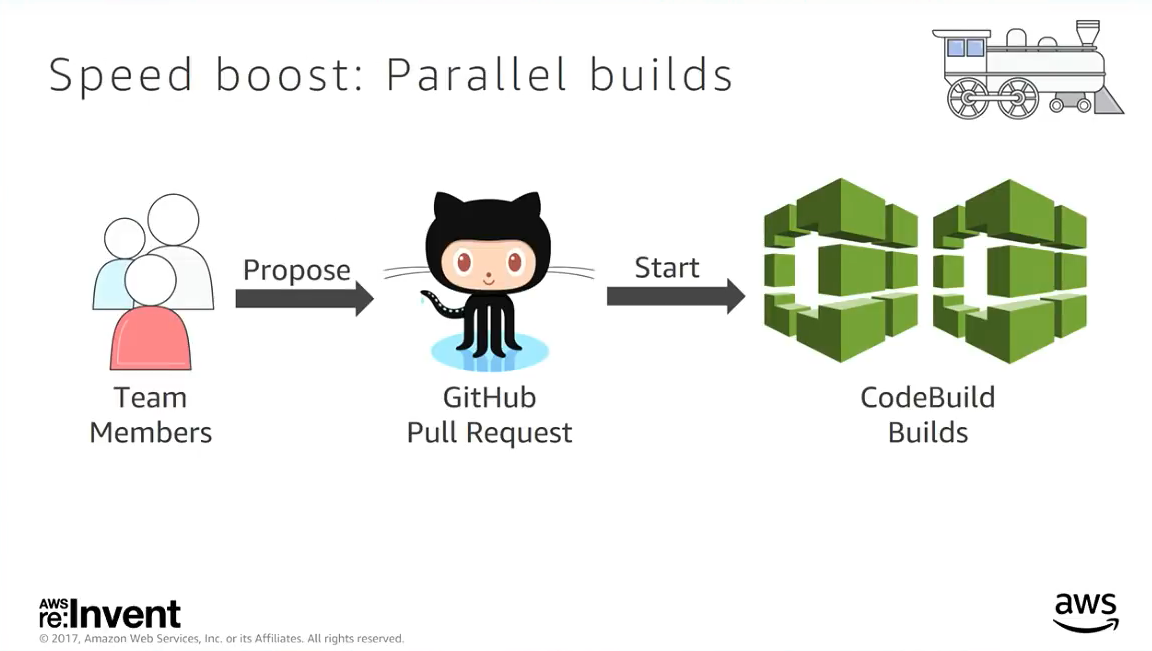 Speed boost: Parallel builds
Propose
Start
Team
Members
GitHub
Pull Request
CodeBuild
Builds
AWS
re:Invent
© 2017, Amazon Web Services, Inc. or its Affiliates. All rights reserved.
aws